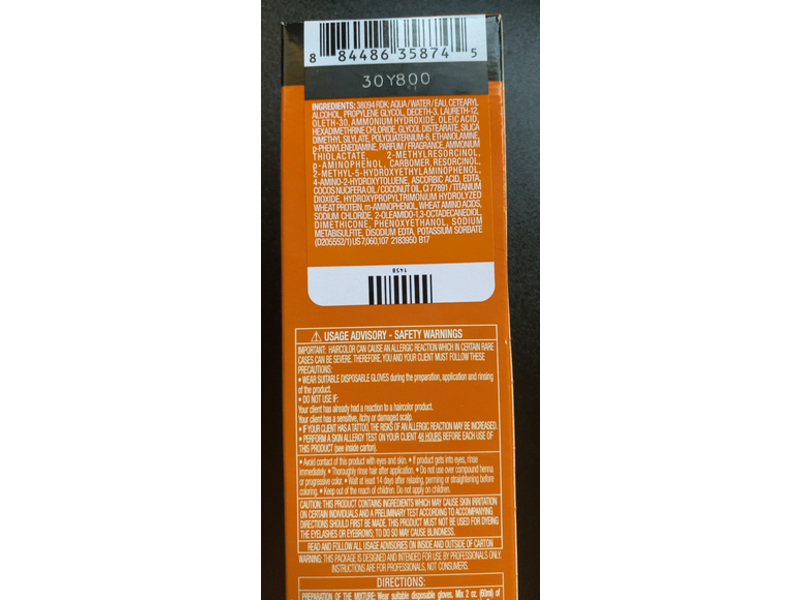 8 84486 35874 5
30Y800
INGREDIENTS: 38094 RDK; AQUA / WATER / EAU, CETEARYL
ALCOHOL, PROPYLENE GLYCOL, DECETH-3, LAURETH-12,
OLETH-30, AMMONIUM HYDROXIDE, OLEIC ACID,
HEXADIMETHRINE CHLORIDE, GLYCOL DISTEARATE, SILICA
DIMETHYL SILYLATE, POLYQUATERNIUM-6, ETHANOLAMINE,
p-PHENYLENEDIAMINE, PARFUM / FRAGRANCE, AMMONIUM
THIOLACTATE, 2-METHYLRESORCINOL,
p-AMINOPHENOL, CARBOMER, RESORCINOL,
2-METHYL-5-HYDROXYETHYLAMINOPHENOL,
4-AMINO-2-HYDROXYTOLUENE, ASCORBIC ACID, EDTA,
COCOS NUCIFERA OIL / COCONUT OIL, CI 77891 / TITANIUM
DIOXIDE, HYDROXYPROPYLTRIMONIUM HYDROLYZED
WHEAT PROTEIN, m-AMINOPHENOL, WHEAT AMINO ACIDS,
SODIUM CHLORIDE, 2-OLEAMIDO-1,3-OCTADECANEDIOL,
DIMETHICONE, PHENOXYETHANOL, SODIUM
METABISULFITE, DISODIUM EDTA, POTASSIUM SORBATE
(D205552/1) US 7,060,107 2183950 B17
1458
⚠ USAGE ADVISORY - SAFETY WARNINGS
IMPORTANT: HAIRCOLOR CAN CAUSE AN ALLERGIC REACTION WHICH IN CERTAIN RARE
CASES CAN BE SEVERE. THEREFORE, YOU AND YOUR CLIENT MUST FOLLOW THESE
PRECAUTIONS:
• WEAR SUITABLE DISPOSABLE GLOVES during the preparation, application and rinsing
of the product.
• DO NOT USE IF:
Your client has already had a reaction to a haircolor product.
Your client has a sensitive, itchy or damaged scalp.
• IF YOUR CLIENT HAS A TATTOO, THE RISKS OF AN ALLERGIC REACTION MAY BE INCREASED.
• PERFORM A SKIN ALLERGY TEST ON YOUR CLIENT 48 HOURS BEFORE EACH USE OF
THIS PRODUCT (see inside carton).
• Avoid contact of this product with eyes and skin. • If product gets into eyes, rinse
immediately. • Thoroughly rinse hair after application. • Do not use over compound henna
or progressive color. • Wait at least 14 days after relaxing, perming or straightening before
coloring. • Keep out of the reach of children. Do not apply on children.
CAUTION: THIS PRODUCT CONTAINS INGREDIENTS WHICH MAY CAUSE SKIN IRRITATION
ON CERTAIN INDIVIDUALS AND A PRELIMINARY TEST ACCORDING TO ACCOMPANYING
DIRECTIONS SHOULD FIRST BE MADE. THIS PRODUCT MUST NOT BE USED FOR DYEING
THE EYELASHES OR EYEBROWS; TO DO SO MAY CAUSE BLINDNESS.
READ AND FOLLOW ALL USAGE ADVISORIES ON INSIDE AND OUTSIDE OF CARTON
WARNING: THIS PACKAGE IS DESIGNED AND INTENDED FOR USE BY PROFESSIONALS ONLY.
INSTRUCTIONS ARE FOR PROFESSIONALS, NOT CONSUMERS.
DIRECTIONS:
PREPARATION OF THE MIXTURE: Wear suitable disposable gloves. Mix 2 oz. (60ml) of